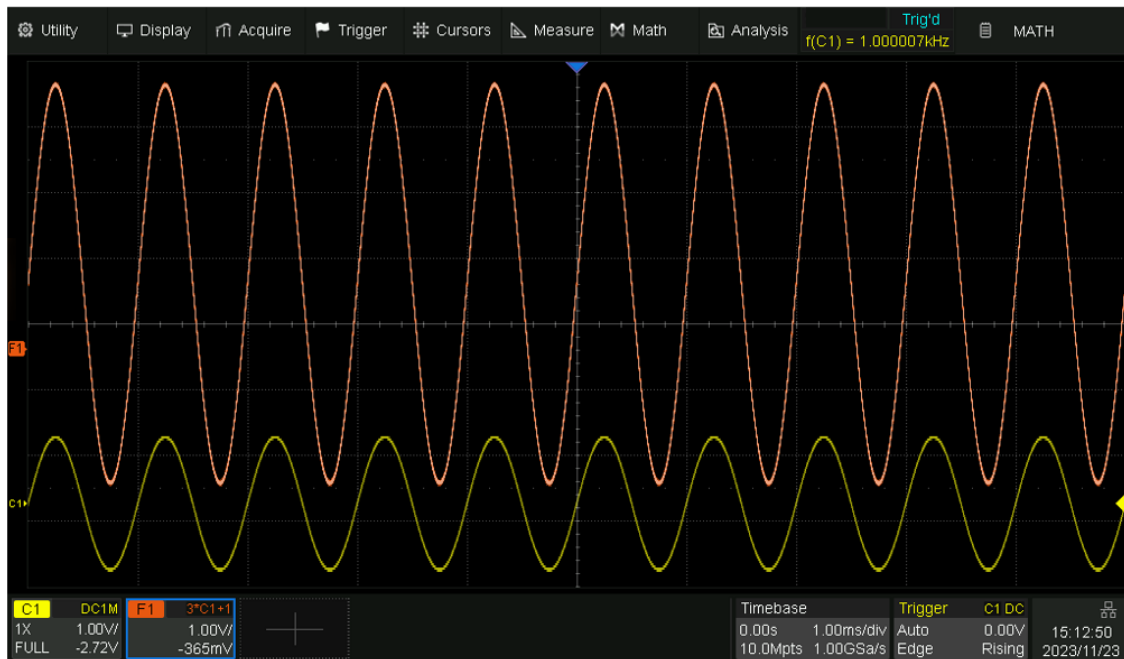 Utility Display Acquire Trigger Cursors Measure Math Analysis
Trig'd
f(C1) = 1.000007kHz
MATH
F1
C1
C1 DC1M
1X 1.00V/
FULL -2.72V
F1 3*C1+1
1.00V/
-365mV
Timebase
0.00s 1.00ms/div
10.0Mpts 1.00GSa/s
Trigger C1 DC
Auto 0.00V
Edge Rising
15:12:50
2023/11/23